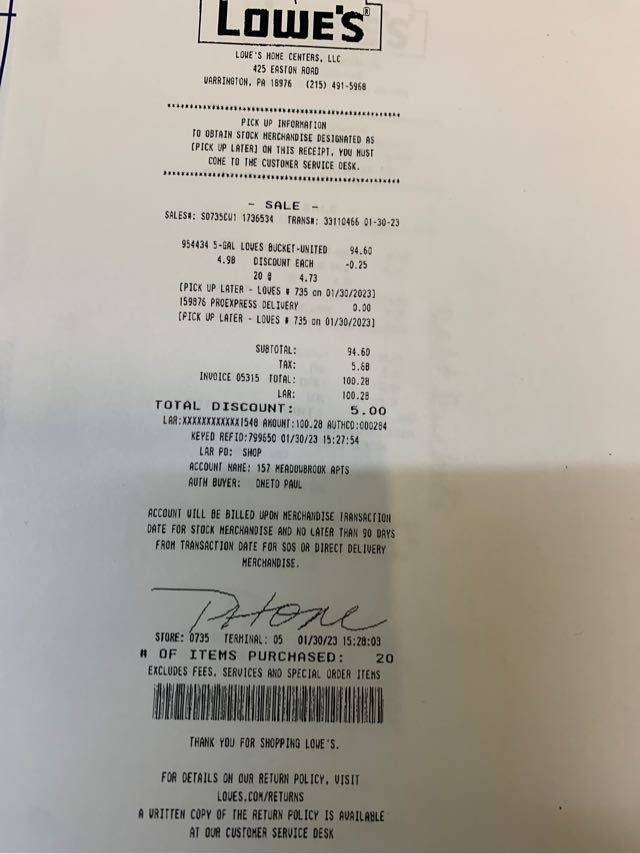 LOWE'S®
LOWE'S HOME CENTERS, LLC
425 EASTON ROAD
WARRINGTON, PA 18976 (215) 491-5968
PICK UP INFORMATION
TO OBTAIN STOCK MERCHANDISE DESIGNATED AS
[PICK UP LATER] ON THIS RECEIPT, YOU MUST
COME TO THE CUSTOMER SERVICE DESK.
- SALE -
SALES#: S0735CW1 1736534 TRANS#: 33110466 01-30-23
954434 5-GAL LOWES BUCKET-UNITED 94.60
4.98 DISCOUNT EACH -0.25
20 @ 4.73
[PICK UP LATER - LOWES # 735 on 01/30/2023]
159876 PROEXPRESS DELIVERY 0.00
[PICK UP LATER - LOWES # 735 on 01/30/2023]
SUBTOTAL: 94.60
TAX: 5.68
INVOICE 05315 TOTAL: 100.28
LAR: 100.28
TOTAL DISCOUNT: 5.00
LAR:XXXXXXXXXXXX1548 AMOUNT:100.28 AUTHCD:000284
KEYED REFID:799650 01/30/23 15:27:54
LAR PO: SHOP
ACCOUNT NAME: 157 MEADOWBROOK APTS
AUTH BUYER: ONETO PAUL
ACCOUNT WILL BE BILLED UPON MERCHANDISE TRANSACTION
DATE FOR STOCK MERCHANDISE AND NO LATER THAN 90 DAYS
FROM TRANSACTION DATE FOR SOS OR DIRECT DELIVERY
MERCHANDISE.
STORE: 0735 TERMINAL: 05 01/30/23 15:28:03
# OF ITEMS PURCHASED: 20
EXCLUDES FEES, SERVICES AND SPECIAL ORDER ITEMS
THANK YOU FOR SHOPPING LOWE'S.
FOR DETAILS ON OUR RETURN POLICY, VISIT
LOWES.COM/RETURNS
A WRITTEN COPY OF THE RETURN POLICY IS AVAILABLE
AT OUR CUSTOMER SERVICE DESK